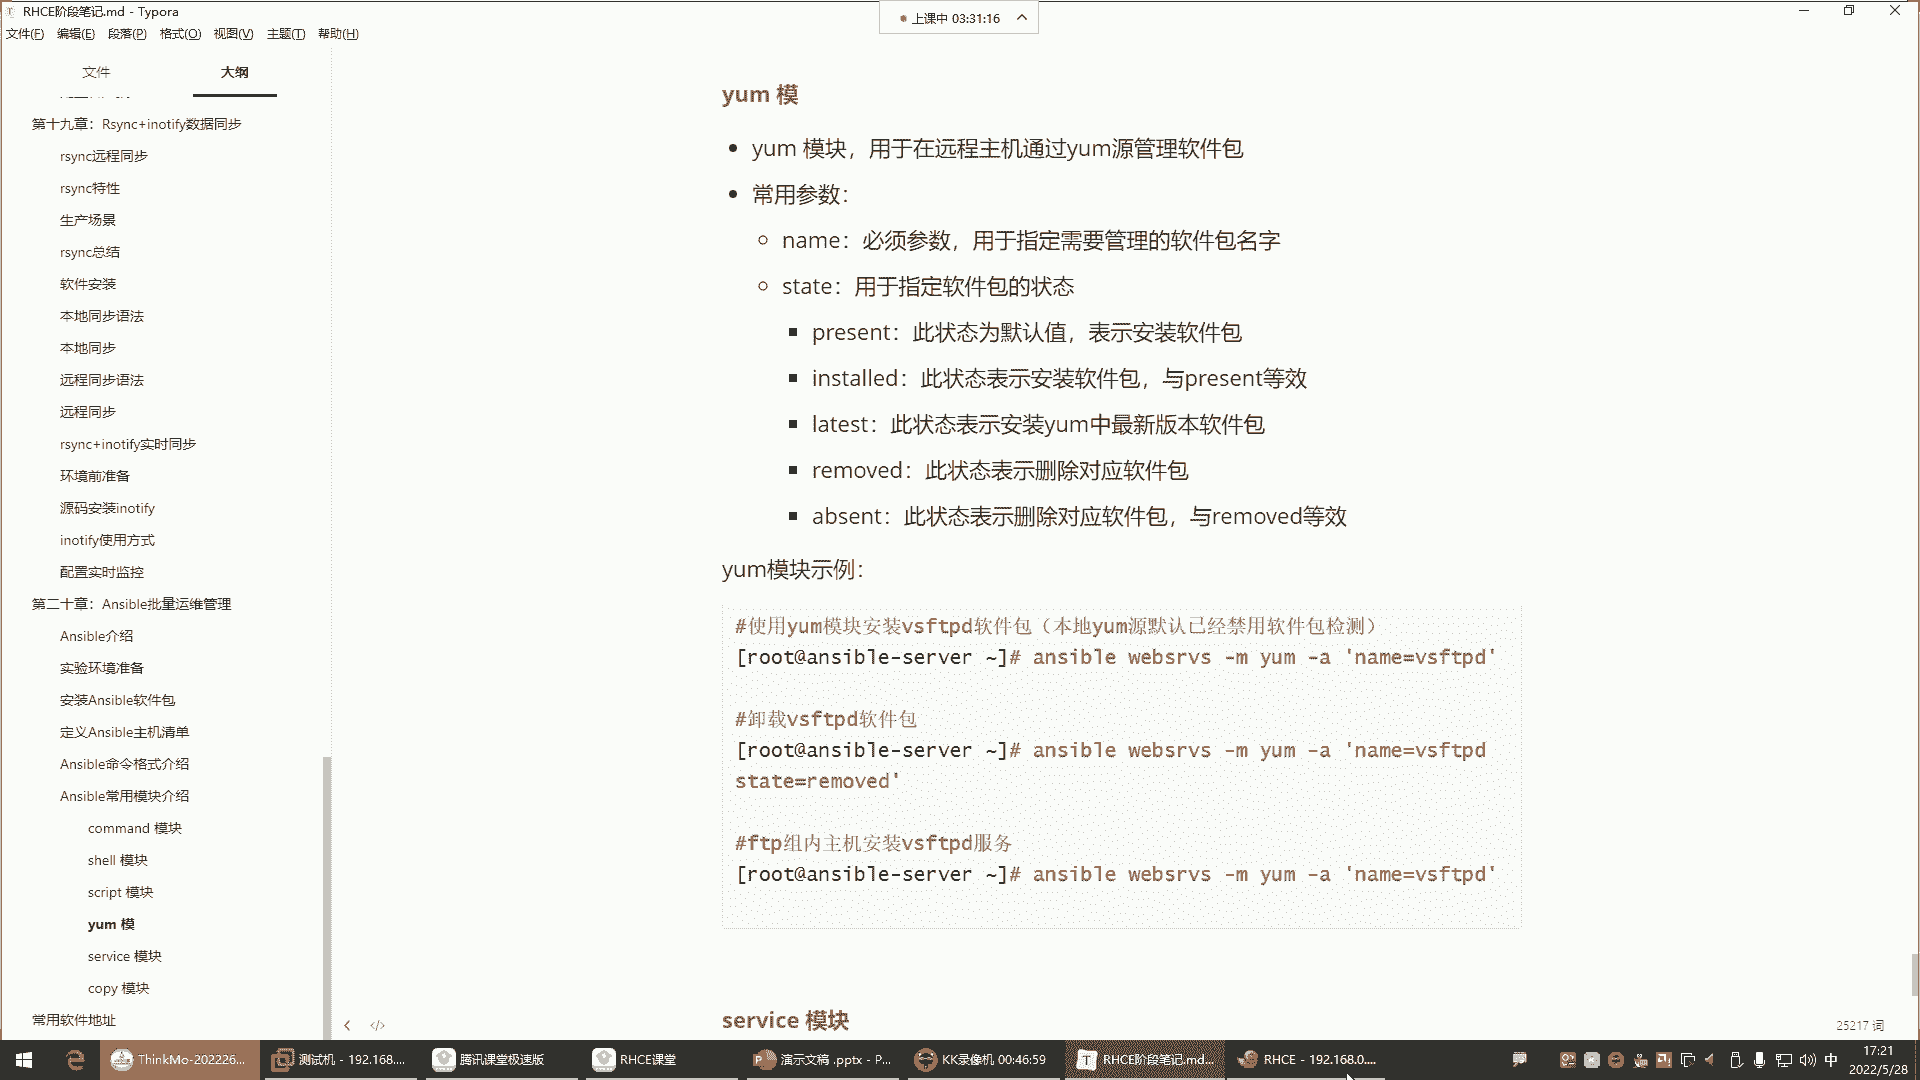 RHCE阶段笔记.md - Typora
上课中 03:31:16
文件(F) 编辑(E) 段落(P) 格式(O) 视图(V) 主题(T) 帮助(H)
文件 大纲
第十九章：Rsync+inotify数据同步
rsync远程同步
rsync特性
生产场景
rsync总结
软件安装
本地同步语法
本地同步
远程同步语法
远程同步
rsync+inotify实时同步
环境前准备
源码安装inotify
inotify使用方式
配置实时监控
第二十章：Ansible批量运维管理
Ansible介绍
实验环境准备
安装Ansible软件包
定义Ansible主机清单
Ansible命令格式介绍
Ansible常用模块介绍
command 模块
shell 模块
script 模块
yum 模
service 模块
copy 模块
常用软件地址
yum 模
yum 模块，用于在远程主机通过yum源管理软件包
常用参数：
name：必须参数，用于指定需要管理的软件包名字
state：用于指定软件包的状态
present：此状态为默认值，表示安装软件包
installed：此状态表示安装软件包，与present等效
latest：此状态表示安装yum中最新版本软件包
removed：此状态表示删除对应软件包
absent：此状态表示删除对应软件包，与removed等效
yum模块示例：
#使用yum模块安装vsftpd软件包（本地yum源默认已经禁用软件包检测）
[root@ansible-server ~]# ansible websrvs -m yum -a 'name=vsftpd'
#卸载vsftpd软件包
[root@ansible-server ~]# ansible websrvs -m yum -a 'name=vsftpd
state=removed'
#ftp组内主机安装vsftpd服务
[root@ansible-server ~]# ansible websrvs -m yum -a 'name=vsftpd'
service 模块
25217 词
ThinkMo-202226... 测试机 - 192.168.... 腾讯课堂极速版 RHCE课堂 演示文稿 .pptx - P... KK录像机 00:46:59 RHCE阶段笔记.md... RHCE - 192.168.0.... 中 17:21
2022/5/28